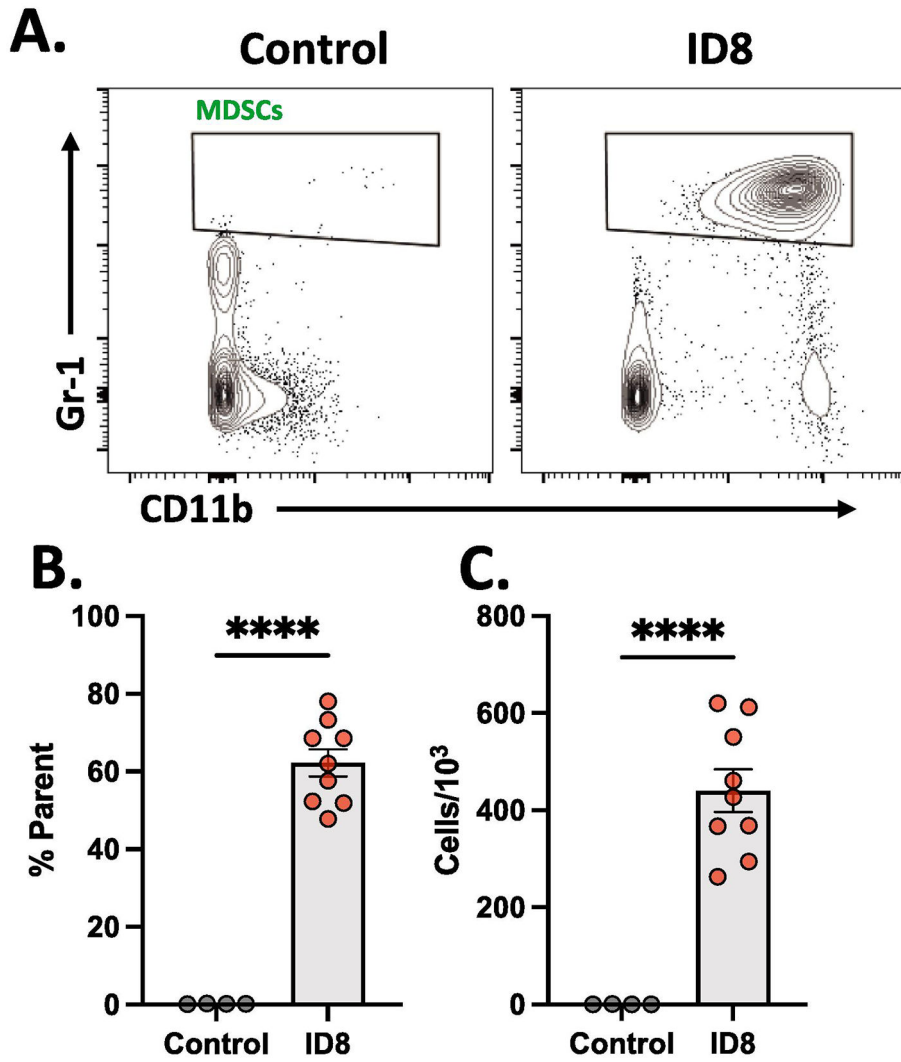 A.
Control ID8
MDSCs
Gr-1
CD11b
B. C.
****
100
80
60
40
20
0
% Parent
Control ID8
****
800
600
400
200
0
Cells/10³
Control ID8